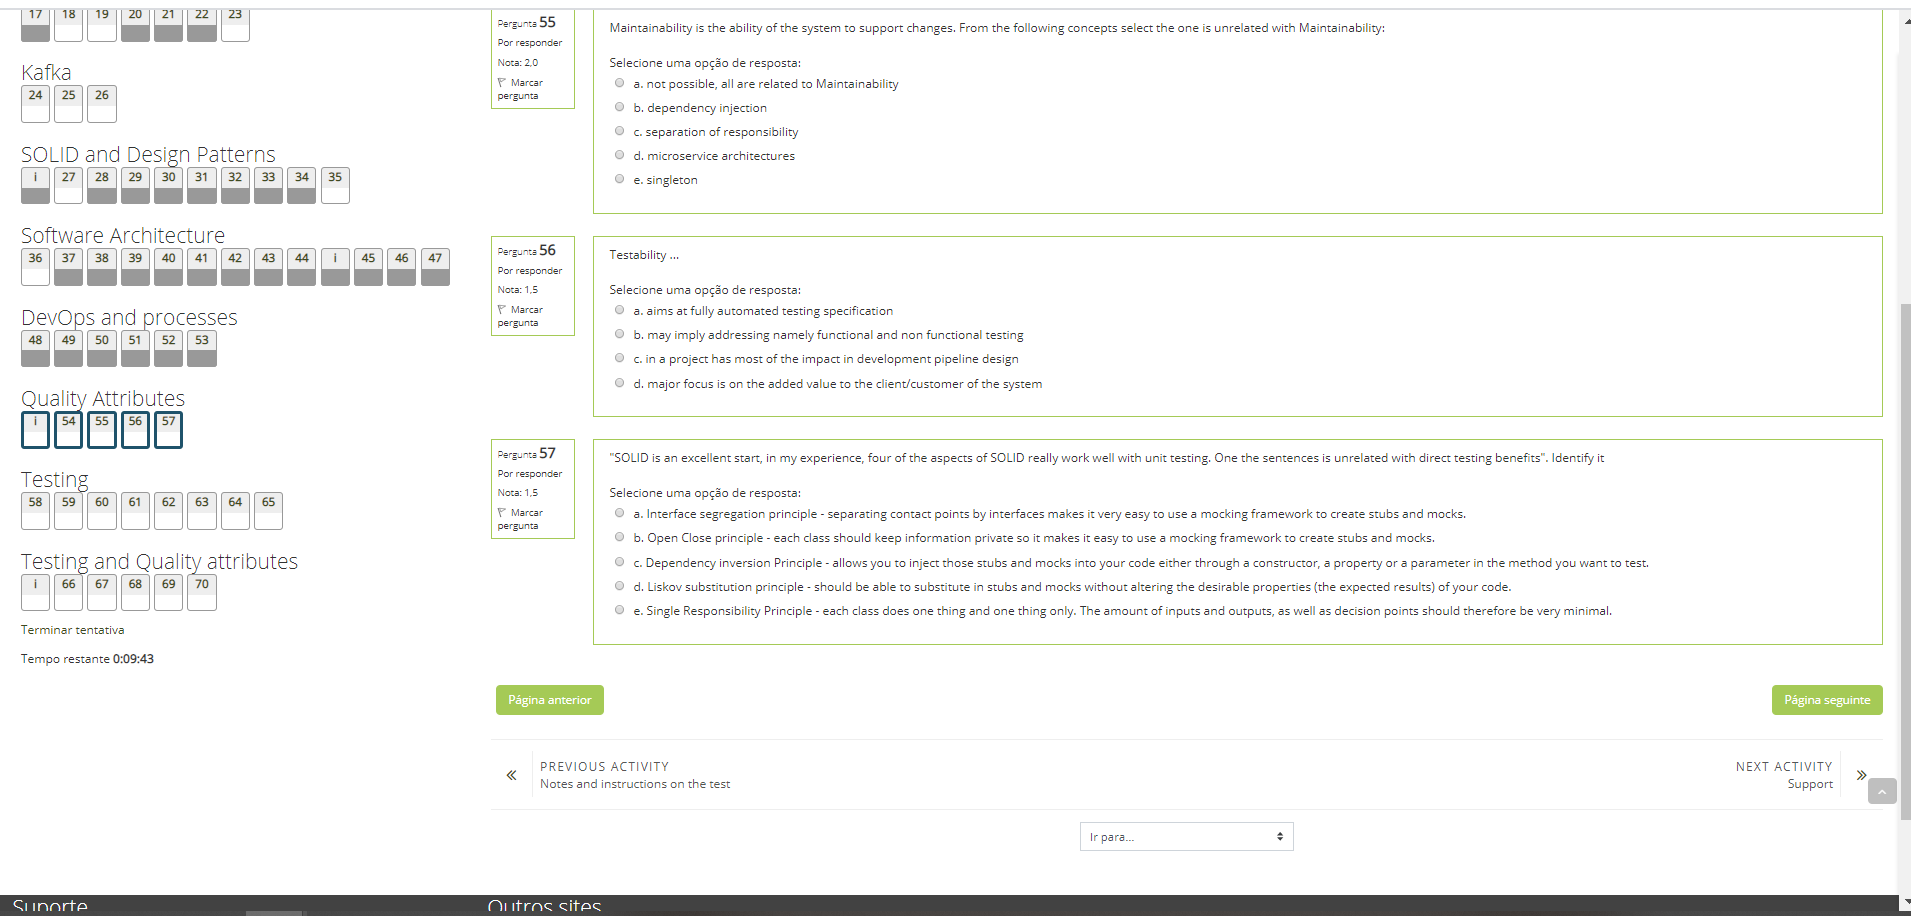 17 18 19 20 21 22 23
Kafka
24 25 26
SOLID and Design Patterns
i 27 28 29 30 31 32 33 34 35
Software Architecture
36 37 38 39 40 41 42 43 44 i 45 46 47
DevOps and processes
48 49 50 51 52 53
Quality Attributes
i 54 55 56 57
Testing
58 59 60 61 62 63 64 65
Testing and Quality attributes
i 66 67 68 69 70
Terminar tentativa
Tempo restante 0:09:43
Pergunta 55
Por responder
Nota: 2,0
Marcar
pergunta
Maintainability is the ability of the system to support changes. From the following concepts select the one is unrelated with Maintainability:
Selecione uma opção de resposta:
a. not possible, all are related to Maintainability
b. dependency injection
c. separation of responsibility
d. microservice architectures
e. singleton
Pergunta 56
Por responder
Nota: 1,5
Marcar
pergunta
Testability ...
Selecione uma opção de resposta:
a. aims at fully automated testing specification
b. may imply addressing namely functional and non functional testing
c. in a project has most of the impact in development pipeline design
d. major focus is on the added value to the client/customer of the system
Pergunta 57
Por responder
Nota: 1,5
Marcar
pergunta
"SOLID is an excellent start, in my experience, four of the aspects of SOLID really work well with unit testing. One the sentences is unrelated with direct testing benefits". Identify it
Selecione uma opção de resposta:
a. Interface segregation principle - separating contact points by interfaces makes it very easy to use a mocking framework to create stubs and mocks.
b. Open Close principle - each class should keep information private so it makes it easy to use a mocking framework to create stubs and mocks.
c. Dependency inversion Principle - allows you to inject those stubs and mocks into your code either through a constructor, a property or a parameter in the method you want to test.
d. Liskov substitution principle - should be able to substitute in stubs and mocks without altering the desirable properties (the expected results) of your code.
e. Single Responsibility Principle - each class does one thing and one thing only. The amount of inputs and outputs, as well as decision points should therefore be very minimal.
Página anterior
Página seguinte
PREVIOUS ACTIVITY
Notes and instructions on the test
NEXT ACTIVITY
Support
Ir para...
Suporte
Outros sites